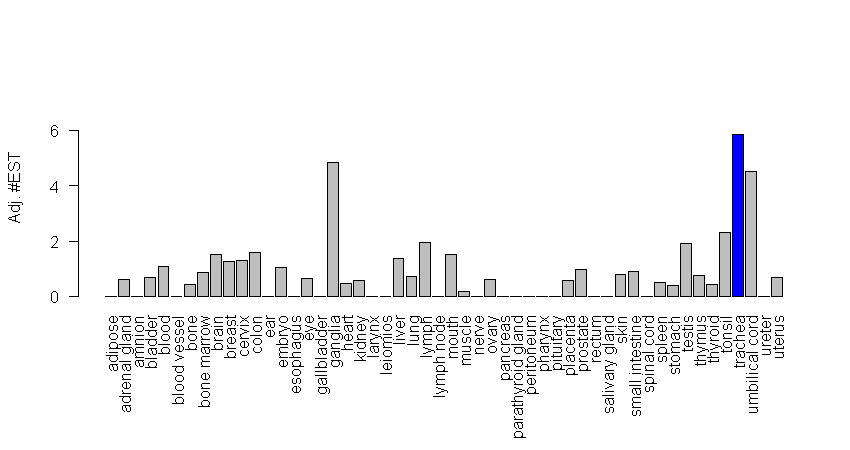 Adj. #EST
6
4
2
0
adipose
adrenal gland
amnion
bladder
blood
blood vessel
bone
bone marrow
brain
breast
cervix
colon
ear
embryo
esophagus
eye
gallbladder
ganglia
heart
kidney
larynx
leiomios
liver
lung
lymph
lymph node
mouth
muscle
nerve
ovary
pancreas
parathyroid gland
peritoneum
pharynx
pituitary
placenta
prostate
rectum
salivary gland
skin
small intestine
spinal cord
spleen
stomach
testis
thymus
thyroid
tonsil
trachea
umbilical cord
ureter
uterus